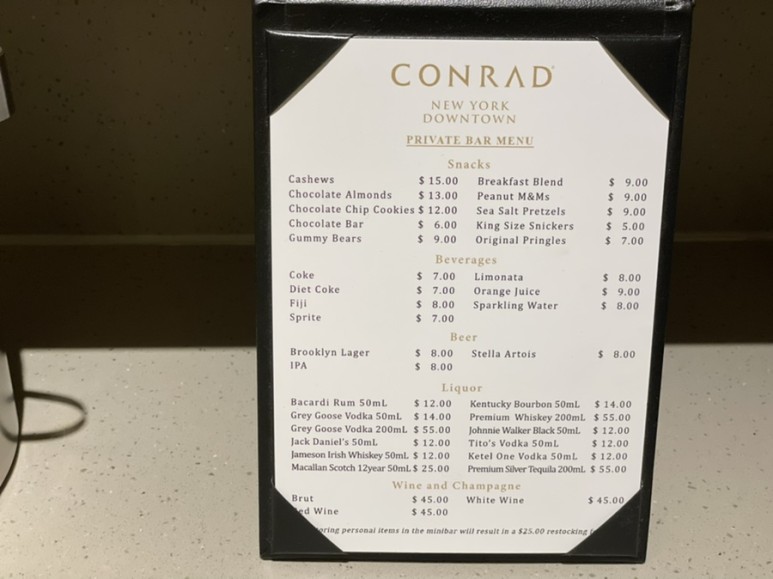 CONRAD
NEW YORK
DOWNTOWN
PRIVATE BAR MENU
Snacks
Cashews $ 15.00 Breakfast Blend $ 9.00
Chocolate Almonds $ 13.00 Peanut M&Ms $ 9.00
Chocolate Chip Cookies $ 12.00 Sea Salt Pretzels $ 9.00
Chocolate Bar $ 6.00 King Size Snickers $ 5.00
Gummy Bears $ 9.00 Original Pringles $ 7.00
Beverages
Coke $ 7.00 Limonata $ 8.00
Diet Coke $ 7.00 Orange Juice $ 9.00
Fiji $ 8.00 Sparkling Water $ 8.00
Sprite $ 7.00
Beer
Brooklyn Lager $ 8.00 Stella Artois $ 8.00
IPA $ 8.00
Liquor
Bacardi Rum 50mL $ 12.00 Kentucky Bourbon 50mL $ 14.00
Grey Goose Vodka 50mL $ 14.00 Premium Whiskey 200mL $ 55.00
Grey Goose Vodka 200mL $ 55.00 Johnnie Walker Black 50mL $ 12.00
Jack Daniel's 50mL $ 12.00 Tito's Vodka 50mL $ 12.00
Jameson Irish Whiskey 50mL $ 12.00 Ketel One Vodka 50mL $ 12.00
Macallan Scotch 12year 50mL $ 25.00 Premium Silver Tequila 200mL $ 55.00
Wine and Champagne
Brut $ 45.00 White Wine $ 45.00
ed Wine $ 45.00
oring personal items in the minibar will result in a $25.00 restocking